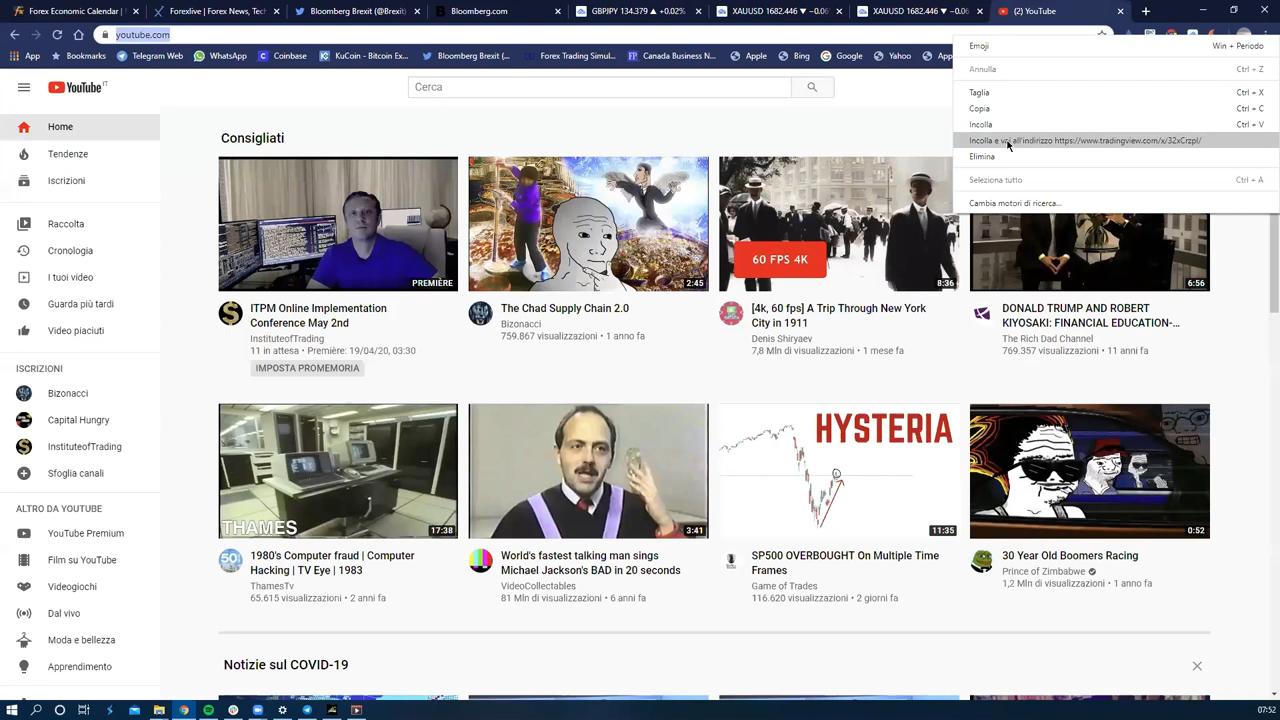 Forex Economic Calendar |
Forexlive | Forex News, Tech
Bloomberg Brexit (@Brexit)
Bloomberg.com
GBPJPY 134.379 ▲ +0.02%
XAUUSD 1682.446 ▼ −0.06
XAUUSD 1682.446 ▼ −0.06
(2) YouTube
youtube.com
App
Bookmarks
Telegram Web
WhatsApp
Coinbase
KuCoin - Bitcoin Ex...
Bloomberg Brexit (...
Canada Business N...
Apple
Bing
Google
Yahoo
App
Emoji Win + Periodo
Annulla Ctrl + Z
Taglia Ctrl + X
Copia Ctrl + C
Incolla Ctrl + V
Incolla e vai all'indirizzo https://www.tradingview.com/x/32xCrzpl/
Elimina
Seleziona tutto Ctrl + A
Cambia motori di ricerca...
YouTube IT
Cerca
Home
Tendenze
Iscrizioni
Raccolta
Cronologia
I tuoi video
Guarda più tardi
Video piaciuti
ISCRIZIONI
Bizonacci
Capital Hungry
InstituteofTrading
Sfoglia canali
ALTRO DA YOUTUBE
YouTube Premium
Film su YouTube
Videogiochi
Dal vivo
Moda e bellezza
Apprendimento
Consigliati
PREMIÈRE
ITPM Online Implementation
Conference May 2nd
InstituteofTrading
11 in attesa • Première: 19/04/20, 03:30
IMPOSTA PROMEMORIA
2:45
The Chad Supply Chain 2.0
Bizonacci
759.867 visualizzazioni • 1 anno fa
60 FPS 4K
8:36
[4k, 60 fps] A Trip Through New York
City in 1911
Denis Shiryaev
7,8 Mln di visualizzazioni • 1 mese fa
6:56
DONALD TRUMP AND ROBERT
KIYOSAKI: FINANCIAL EDUCATION-...
The Rich Dad Channel
769.357 visualizzazioni • 11 anni fa
THAMES
17:38
1980's Computer fraud | Computer
Hacking | TV Eye | 1983
ThamesTv
65.615 visualizzazioni • 2 anni fa
3:41
World's fastest talking man sings
Michael Jackson's BAD in 20 seconds
VideoCollectables
81 Mln di visualizzazioni • 6 anni fa
HYSTERIA
11:35
SP500 OVERBOUGHT On Multiple Time
Frames
Game of Trades
116.620 visualizzazioni • 2 giorni fa
0:52
30 Year Old Boomers Racing
Prince of Zimbabwe
1,2 Mln di visualizzazioni • 1 anno fa
Notizie sul COVID-19
07:52